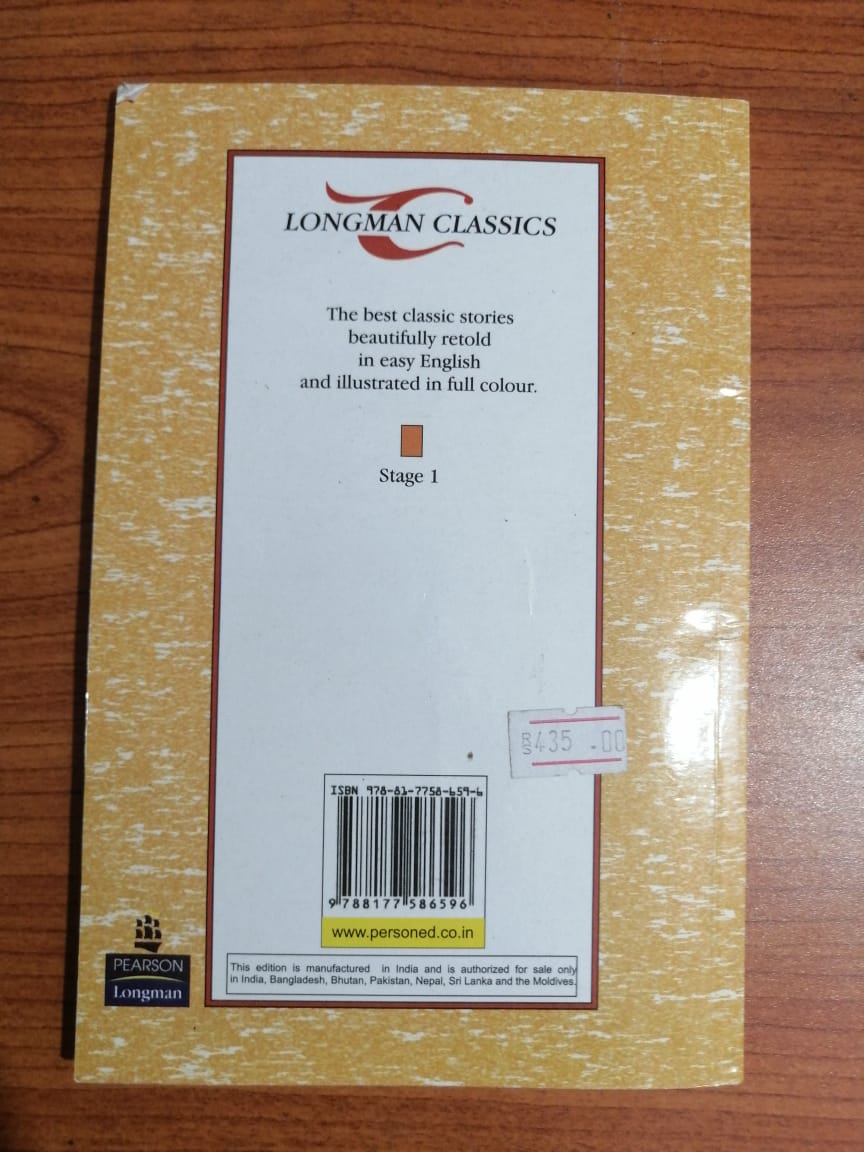 LONGMAN CLASSICS
The best classic stories
beautifully retold
in easy English
and illustrated in full colour.
Stage 1
RS 435 .00
ISBN 978-81-7758-659-6
9 788177 586596
www.personed.co.in
PEARSON
Longman
This edition is manufactured in India and is authorized for sale only
in India, Bangladesh, Bhutan, Pakistan, Nepal, Sri Lanka and the Moldives.